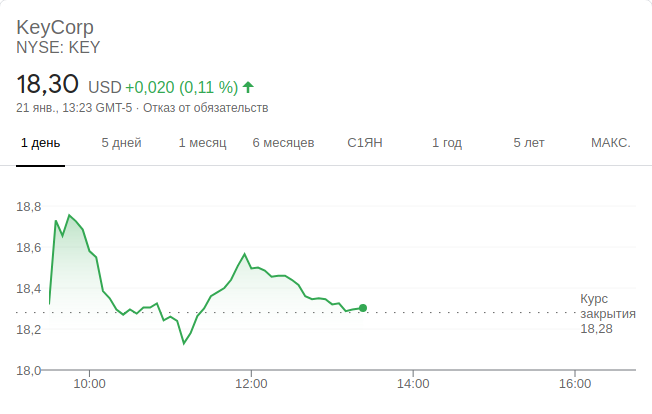 KeyCorp
NYSE: KEY
18,30 USD +0,020 (0,11 %)
21 янв., 13:23 GMT-5 · Отказ от обязательств
1 день 5 дней 1 месяц 6 месяцев С1ЯН 1 год 5 лет МАКС.
18,8
18,6
18,4
Курс
закрытия
18,28
18,2
18,0
10:00 12:00 14:00 16:00